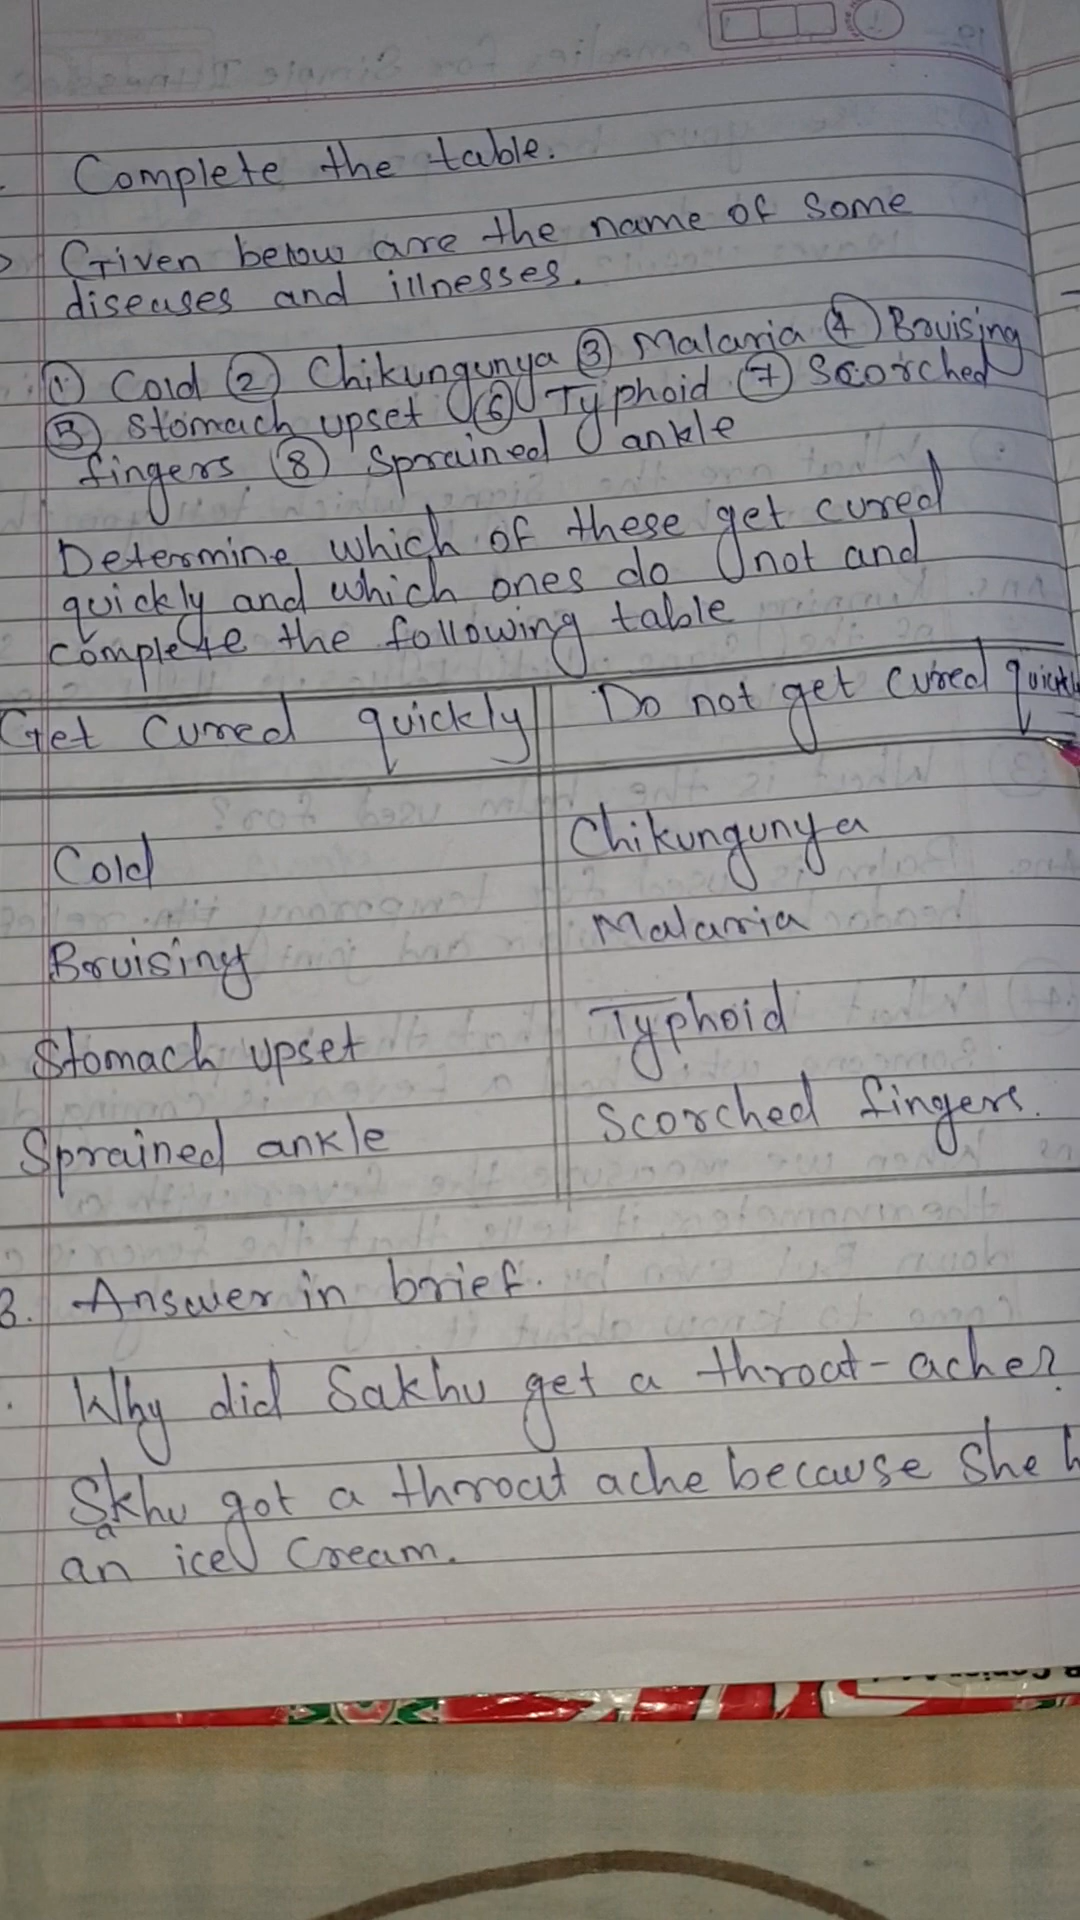 Complete the table.
Given below are the name of some
diseases and illnesses.
① Cold ② Chikungunya ③ Malaria ④ Bruising
⑤ Stomach upset ⑥ Typhoid ⑦ Scorched
fingers. ⑧ Sprained ankle
Determine which of these get cured
quickly and which ones do not and
complete the following table
Get cured quickly Do not get cured quickly
Cold Chikungunya
Bruising Malaria
Stomach upset Typhoid
Sprained ankle Scorched fingers.
3. Answer in brief.
Why did Sakhu get a throat-ache?
Sakhu got a throat ache because she
an ice cream.